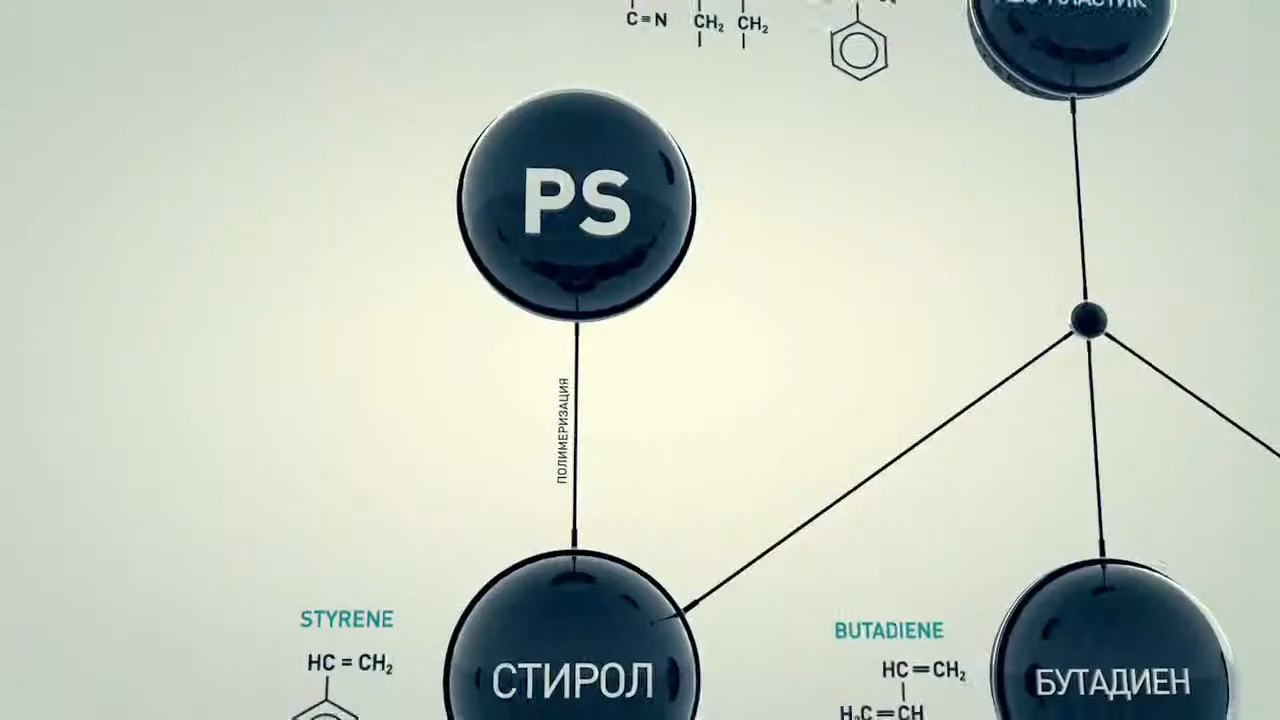 C=N CH₂ CH₂
PS
ПОЛИМЕРИЗАЦИЯ
STYRENE
HC=CH₂
СТИРОЛ
BUTADIENE
HC=CH₂
H₂C=CH
БУТАДИЕН